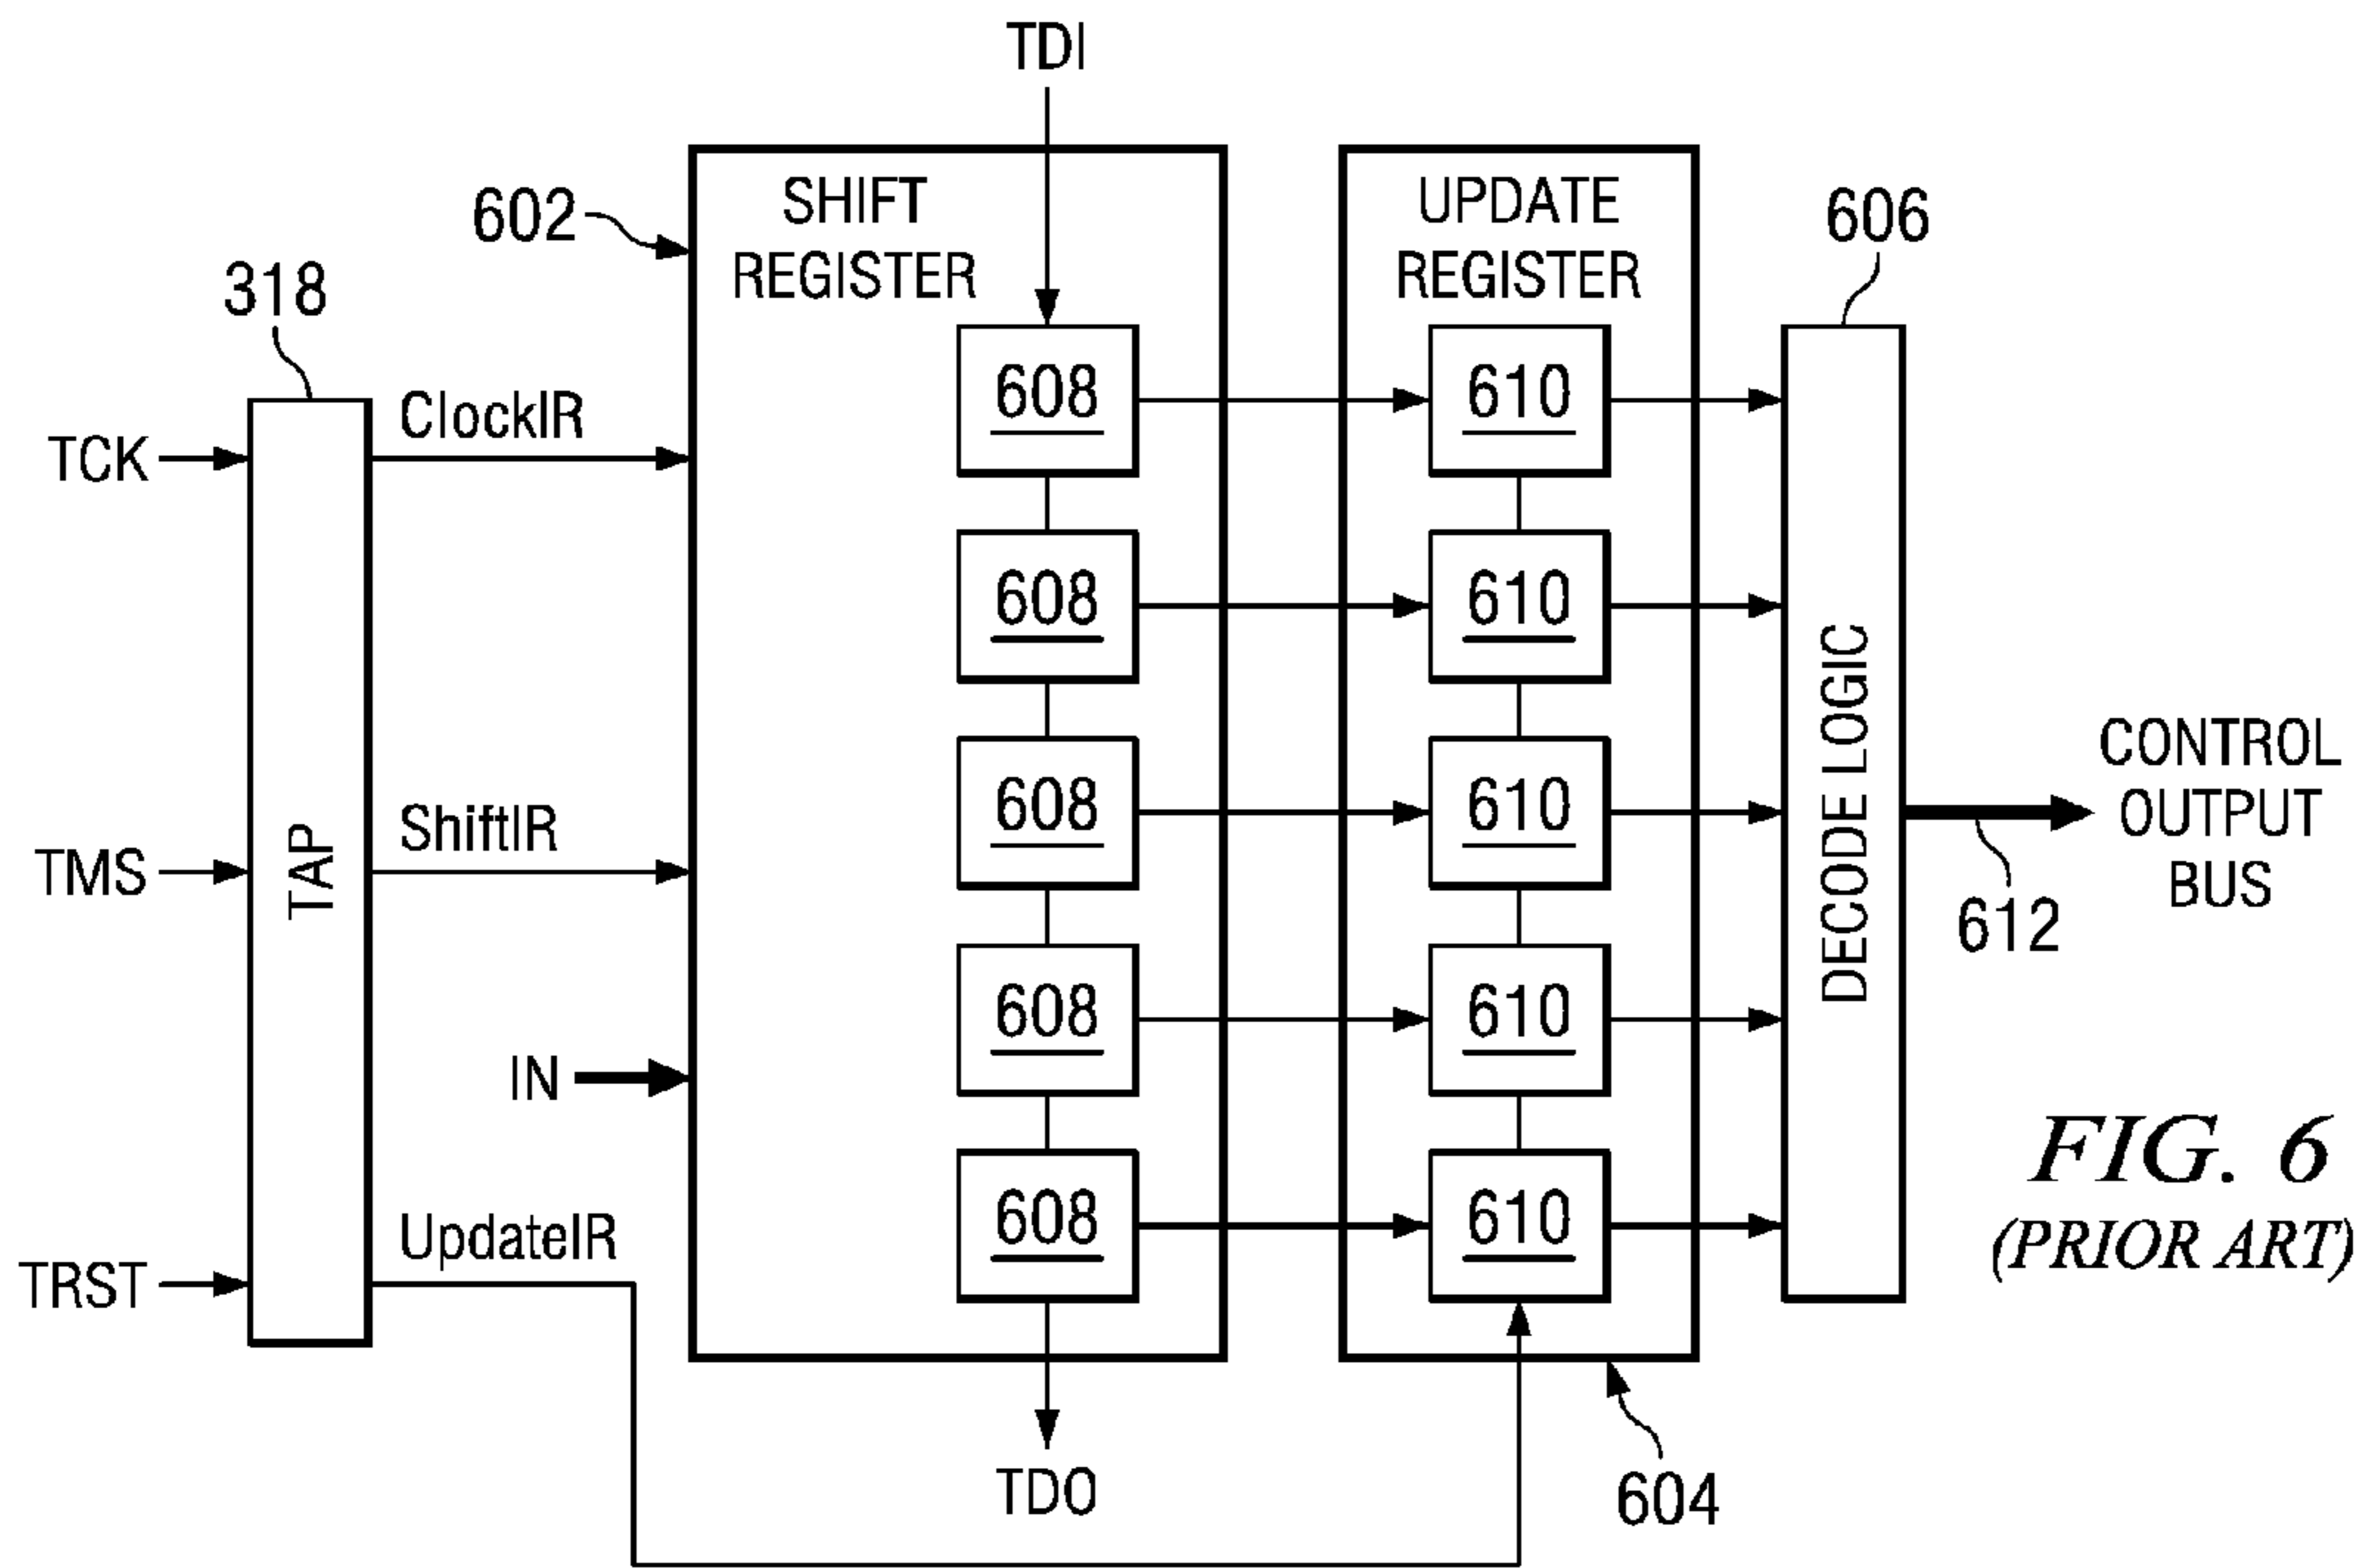 TDI
602
SHIFT
REGISTER
UPDATE
REGISTER
606
318
ClockIR
TCK
608
610
608
610
608
610
608
610
608
610
ShiftIR
TMS
TAP
IN
UpdateIR
TRST
DECODE LOGIC
CONTROL
OUTPUT
BUS
612
FIG. 6
(PRIOR ART)
TDO
604